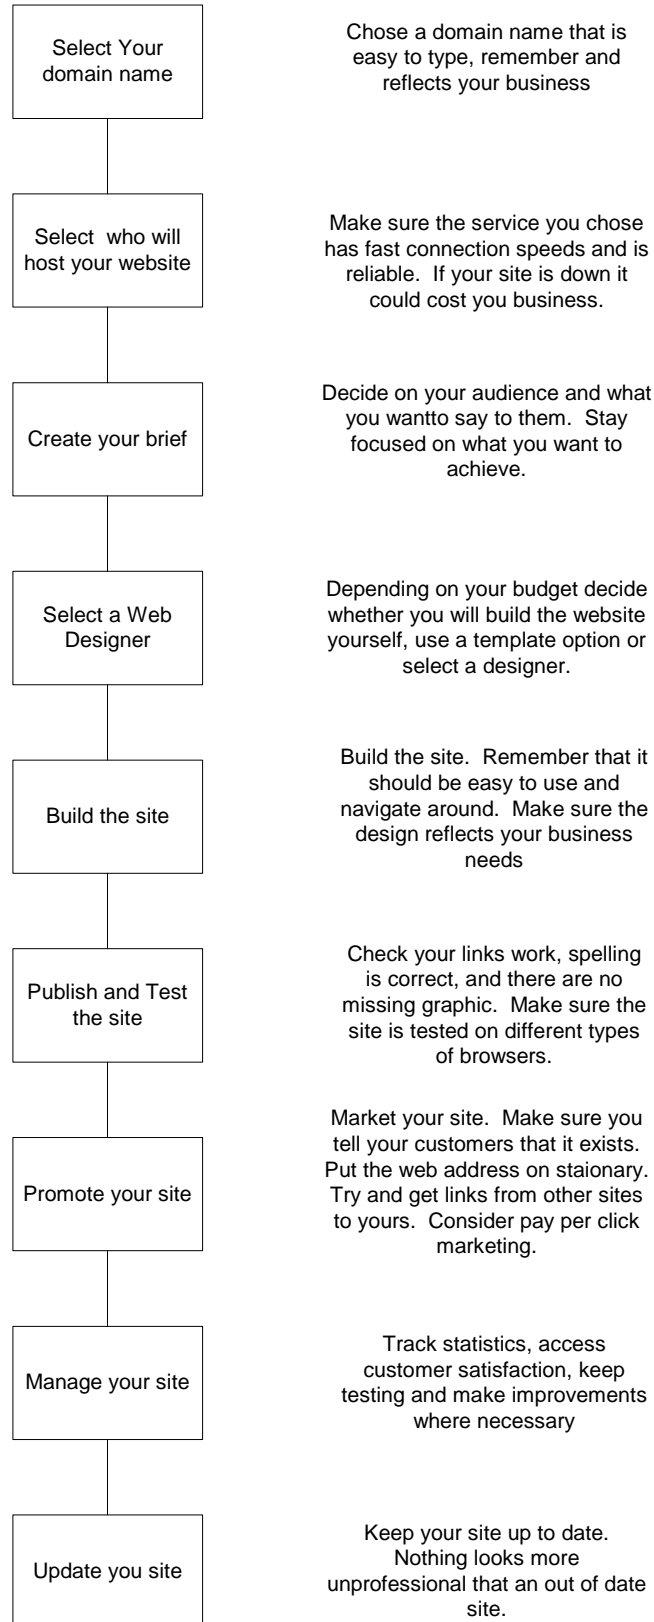 Select Your
domain name
Chose a domain name that is
easy to type, remember and
reflects your business
Select  who will
host your website
Make sure the service you chose
has fast connection speeds and is
reliable.  If your site is down it
could cost you business.
Create your brief
Decide on your audience and what
you wantto say to them.  Stay
focused on what you want to
achieve.
Select a Web
Designer
Depending on your budget decide
whether you will build the website
yourself, use a template option or
select a designer.
Build the site
Build the site.  Remember that it
should be easy to use and
navigate around.  Make sure the
design reflects your business
needs
Publish and Test
the site
Check your links work, spelling
is correct, and there are no
missing graphic.  Make sure the
site is tested on different types
of browsers.
Promote your site
Market your site.  Make sure you
tell your customers that it exists.
Put the web address on staionary.
Try and get links from other sites
to yours.  Consider pay per click
marketing.
Manage your site
Track statistics, access
customer satisfaction, keep
testing and make improvements
where necessary
Update you site
Keep your site up to date.
Nothing looks more
unprofessional that an out of date
site.